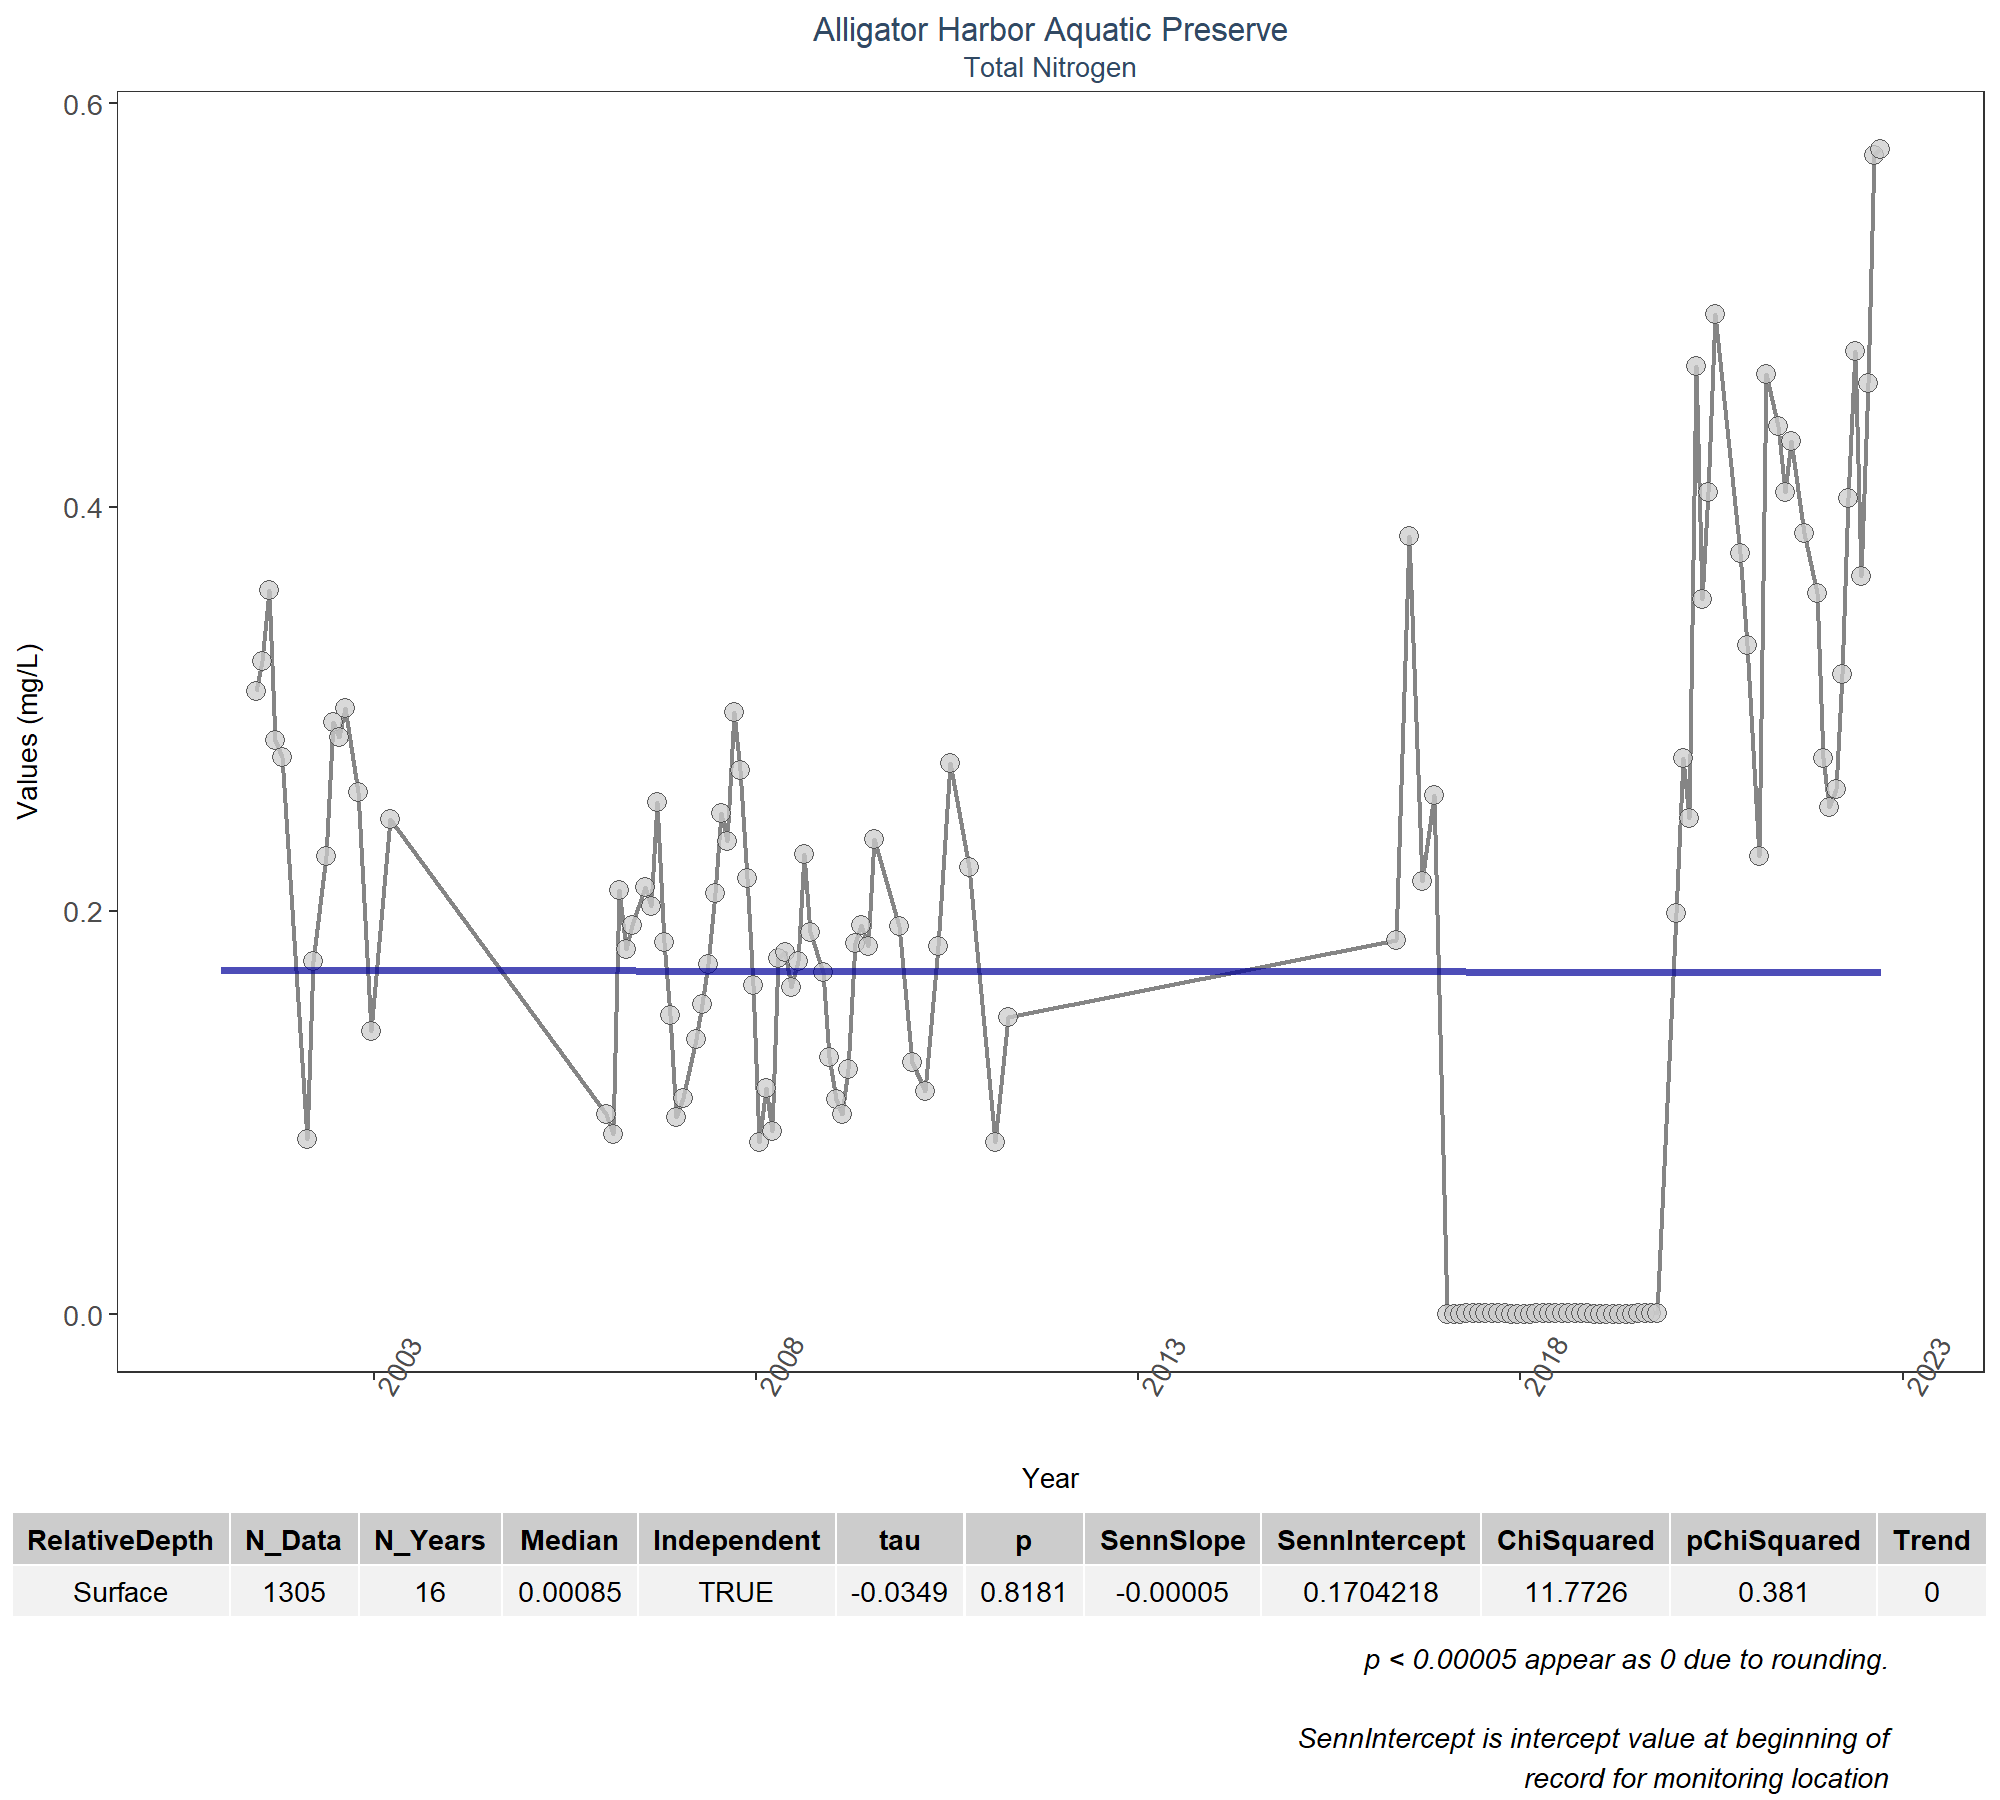 Alligator Harbor Aquatic Preserve
Total Nitrogen
0.6
0.4
0.2
0.0
Values (mg/L)
2003
2008
2013
2018
2023
Year
RelativeDepth N_Data N_Years Median Independent tau p SennSlope SennIntercept ChiSquared pChiSquared Trend
Surface 1305 16 0.00085 TRUE -0.0349 0.8181 -0.00005 0.1704218 11.7726 0.381 0
p < 0.00005 appear as 0 due to rounding.
SennIntercept is intercept value at beginning of
record for monitoring location